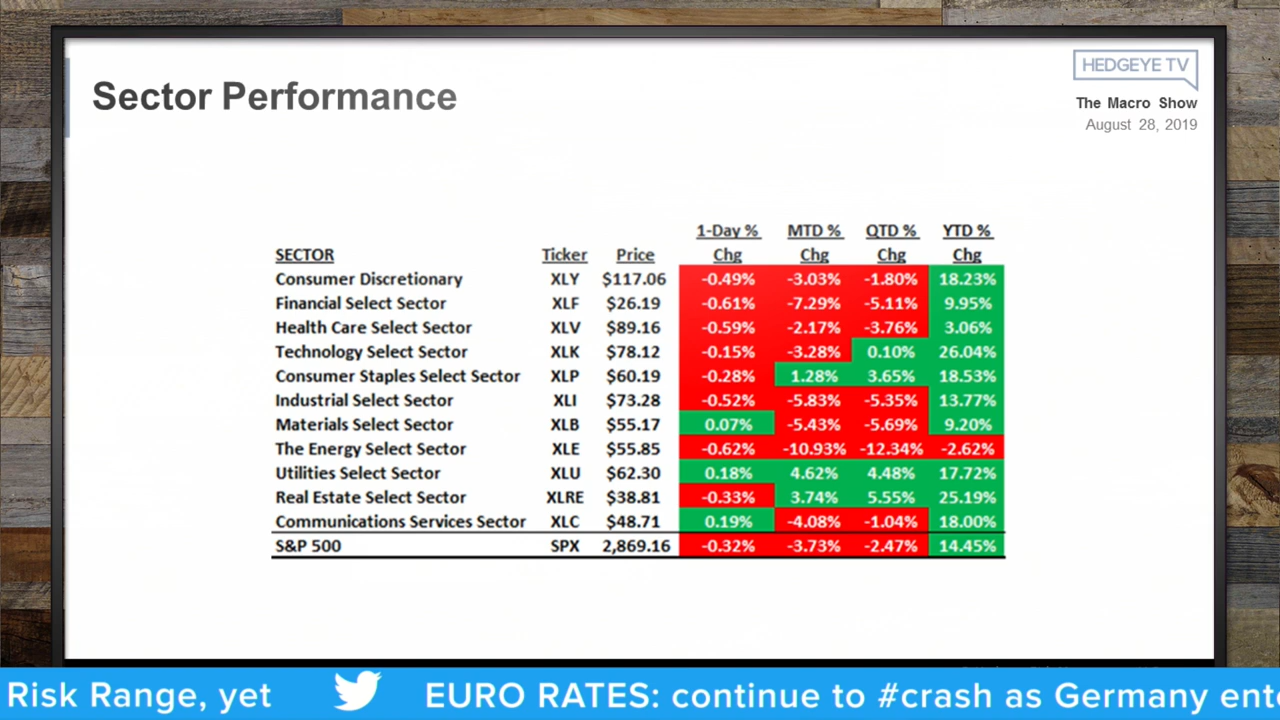 Sector Performance
HEDGEYE TV
The Macro Show
August 28, 2019
1-Day % MTD % QTD % YTD %
SECTOR Ticker Price Chg Chg Chg Chg
Consumer Discretionary XLY $117.06 -0.49% -3.03% -1.80% 18.23%
Financial Select Sector XLF $26.19 -0.61% -7.29% -5.11% 9.95%
Health Care Select Sector XLV $89.16 -0.59% -2.17% -3.76% 3.06%
Technology Select Sector XLK $78.12 -0.15% -3.28% 0.10% 26.04%
Consumer Staples Select Sector XLP $60.19 -0.28% 1.28% 3.65% 18.53%
Industrial Select Sector XLI $73.28 -0.52% -5.83% -5.35% 13.77%
Materials Select Sector XLB $55.17 0.07% -5.43% -5.69% 9.20%
The Energy Select Sector XLE $55.85 -0.62% -10.93% -12.34% -2.62%
Utilities Select Sector XLU $62.30 0.18% 4.62% 4.48% 17.72%
Real Estate Select Sector XLRE $38.81 -0.33% 3.74% 5.55% 25.19%
Communications Services Sector XLC $48.71 0.19% -4.08% -1.04% 18.00%
S&P 500 SPX 2,869.16 -0.32% -3.73% -2.47% 14.45%
Risk Range, yet EURO RATES: continue to #crash as Germany ent